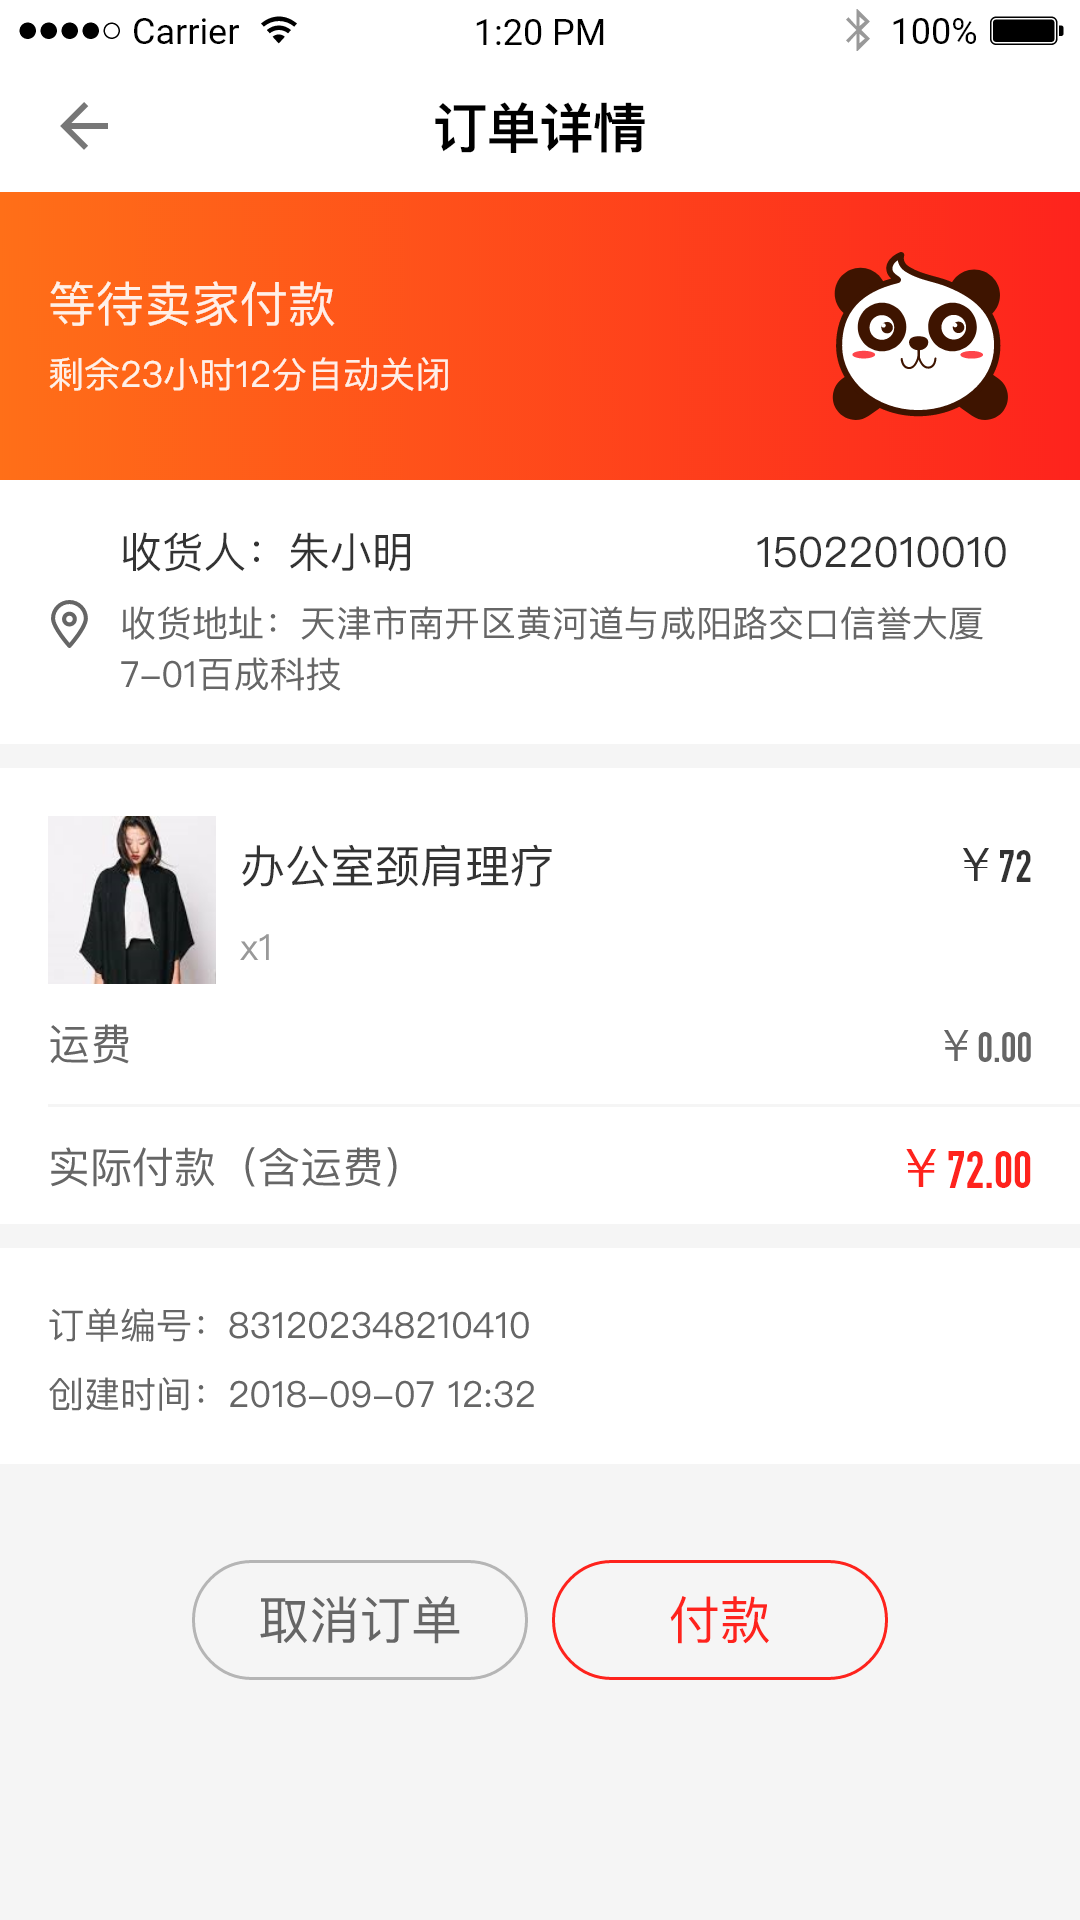 Carrier 1:20 PM 100%
订单详情
等待卖家付款
剩余23小时12分自动关闭
收货人：朱小明 15022010010
收货地址：天津市南开区黄河道与咸阳路交口信誉大厦
7-01百成科技
办公室颈肩理疗 ￥72
x1
运费 ￥0.00
实际付款（含运费） ￥72.00
订单编号：831202348210410
创建时间：2018-09-07 12:32
取消订单 付款